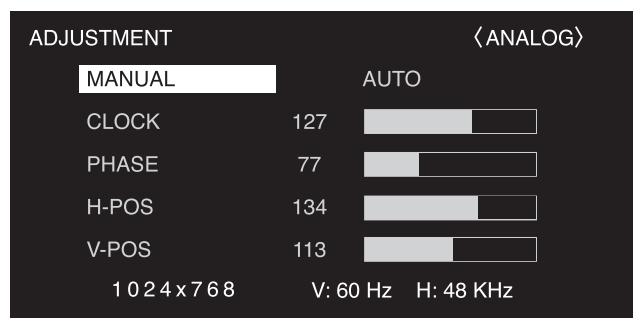 ADJUSTMENT 〈ANALOG〉
MANUAL AUTO
CLOCK 127
PHASE 77
H-POS 134
V-POS 113
1024x768 V: 60 Hz H: 48 KHz